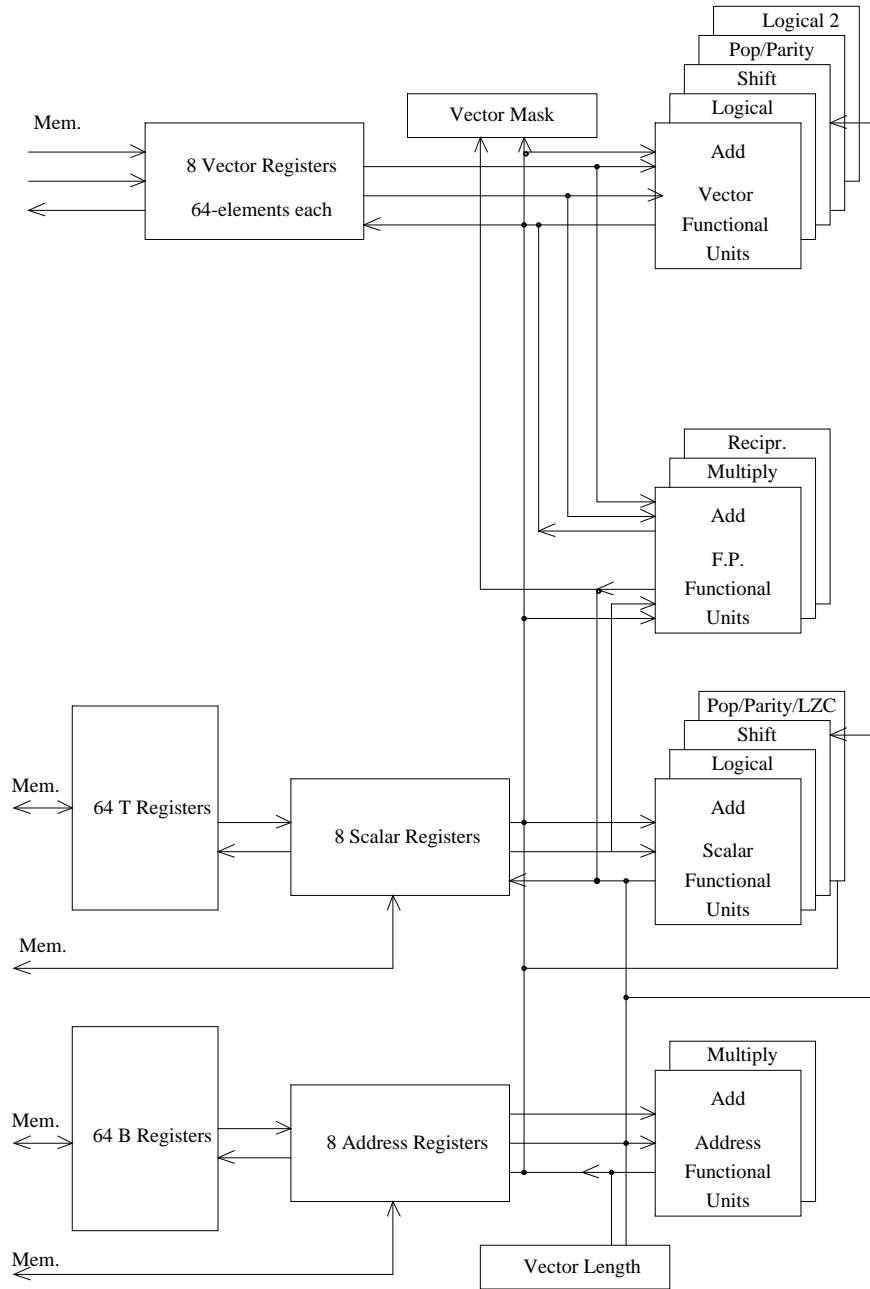 Logical 2
Pop/Parity
Shift
Logical
Mem.
Vector Mask
8 Vector Registers
64-elements each
Add
Vector
Functional
Units
Recipr.
Multiply
Add
F.P.
Functional
Units
Pop/Parity/LZC
Shift
Logical
Mem.
64 T Registers
8 Scalar Registers
Add
Scalar
Functional
Units
Mem.
Multiply
Mem.
64 B Registers
8 Address Registers
Add
Address
Functional
Units
Mem.
Vector Length